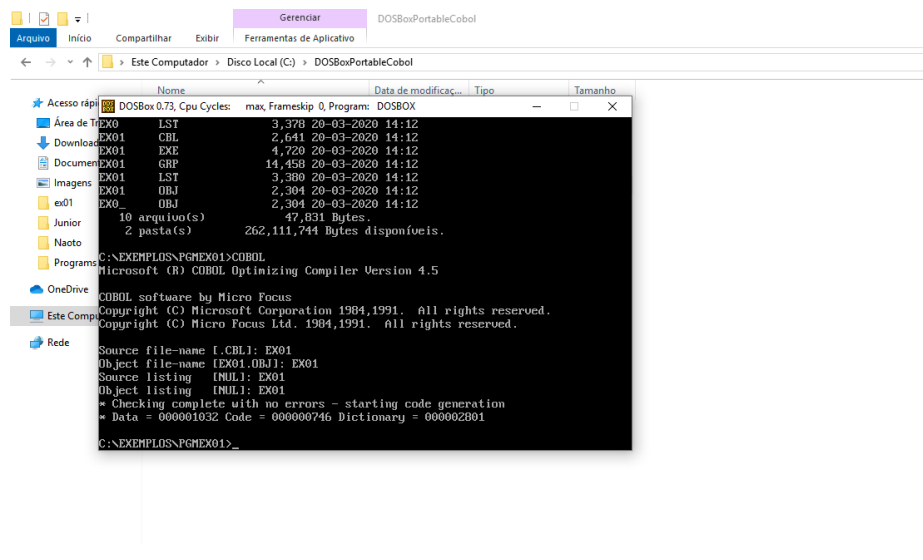 Gerenciar
DOSBoxPortableCobol
Arquivo Início Compartilhar Exibir Ferramentas de Aplicativo
Este Computador > Disco Local (C:) > DOSBoxPortableCobol
Nome Data de modificaç... Tipo Tamanho
Acesso rápi
Área de Tr
Download
Documen
Imagens
ex01
Junior
Naoto
Programs
OneDrive
Este Compu
Rede
DOSBox 0.73, Cpu Cycles: max, Frameskip 0, Program: DOSBOX
EX0 LST 3,378 20-03-2020 14:12
EX01 CBL 2,641 20-03-2020 14:12
EX01 EXE 4,720 20-03-2020 14:12
EX01 GRP 14,458 20-03-2020 14:12
EX01 LST 3,380 20-03-2020 14:12
EX01 OBJ 2,304 20-03-2020 14:12
EX0_ OBJ 2,304 20-03-2020 14:12
10 arquivo(s) 47,831 Bytes.
2 pasta(s) 262,111,744 Bytes disponíveis.
C:\EXEMPLOS\PGMEX01>COBOL
Microsoft (R) COBOL Optimizing Compiler Version 4.5
COBOL software by Micro Focus
Copyright (C) Microsoft Corporation 1984,1991. All rights reserved.
Copyright (C) Micro Focus Ltd. 1984,1991. All rights reserved.
Source file-name [.CBL]: EX01
Object file-name [EX01.OBJ]: EX01
Source listing [NUL]: EX01
Object listing [NUL]: EX01
* Checking complete with no errors - starting code generation
* Data = 000001032 Code = 000000746 Dictionary = 000002801
C:\EXEMPLOS\PGMEX01>_